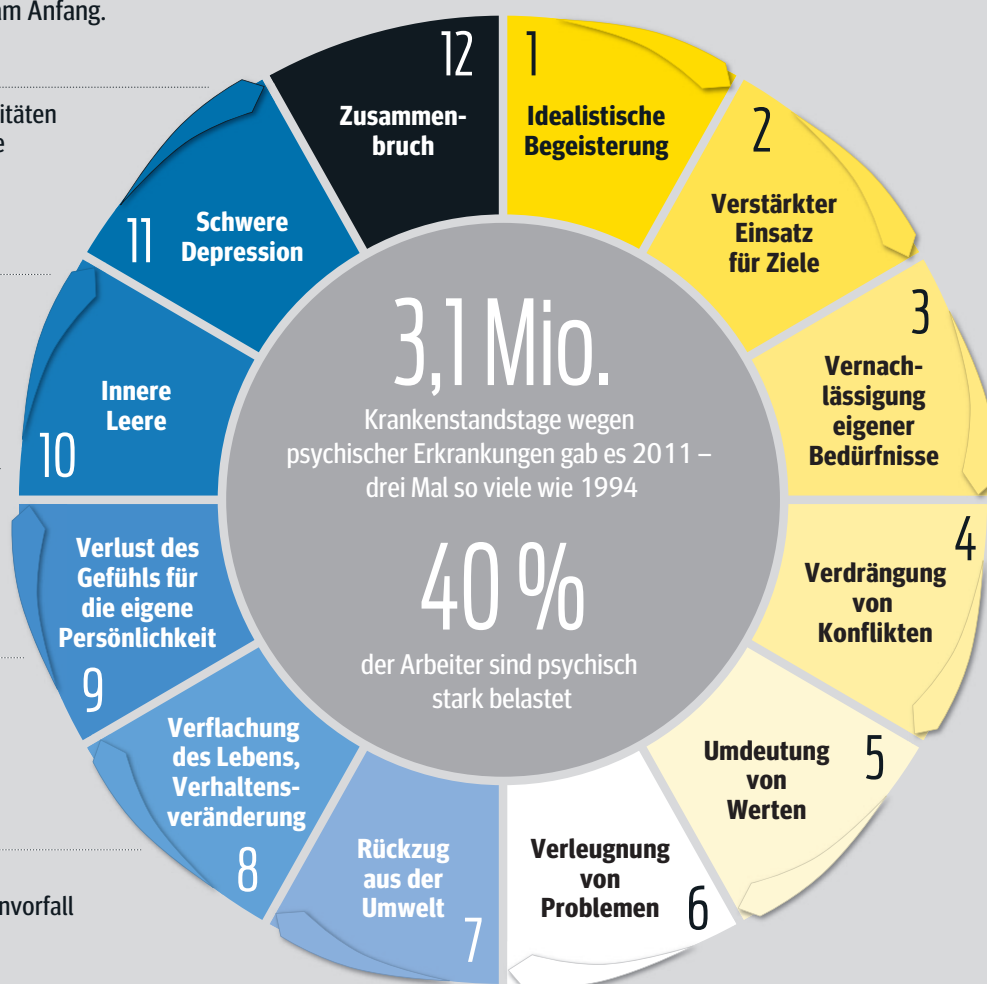 am Anfang.
1
Idealistische
Begeisterung
2
Verstärkter
Einsatz
für Ziele
3
Vernach-
lässigung
eigener
Bedürfnisse
4
Verdrängung
von
Konflikten
5
Umdeutung
von
Werten
6
Verleugnung
von
Problemen
7
Rückzug
aus der
Umwelt
8
Verflachung
des Lebens,
Verhaltens-
veränderung
9
Verlust des
Gefühls für
die eigene
Persönlichkeit
10
Innere
Leere
11
Schwere
Depression
12
Zusammen-
bruch
3,1 Mio.
Krankenstandstage wegen
psychischer Erkrankungen gab es 2011 –
drei Mal so viele wie 1994
40 %
der Arbeiter sind psychisch
stark belastet